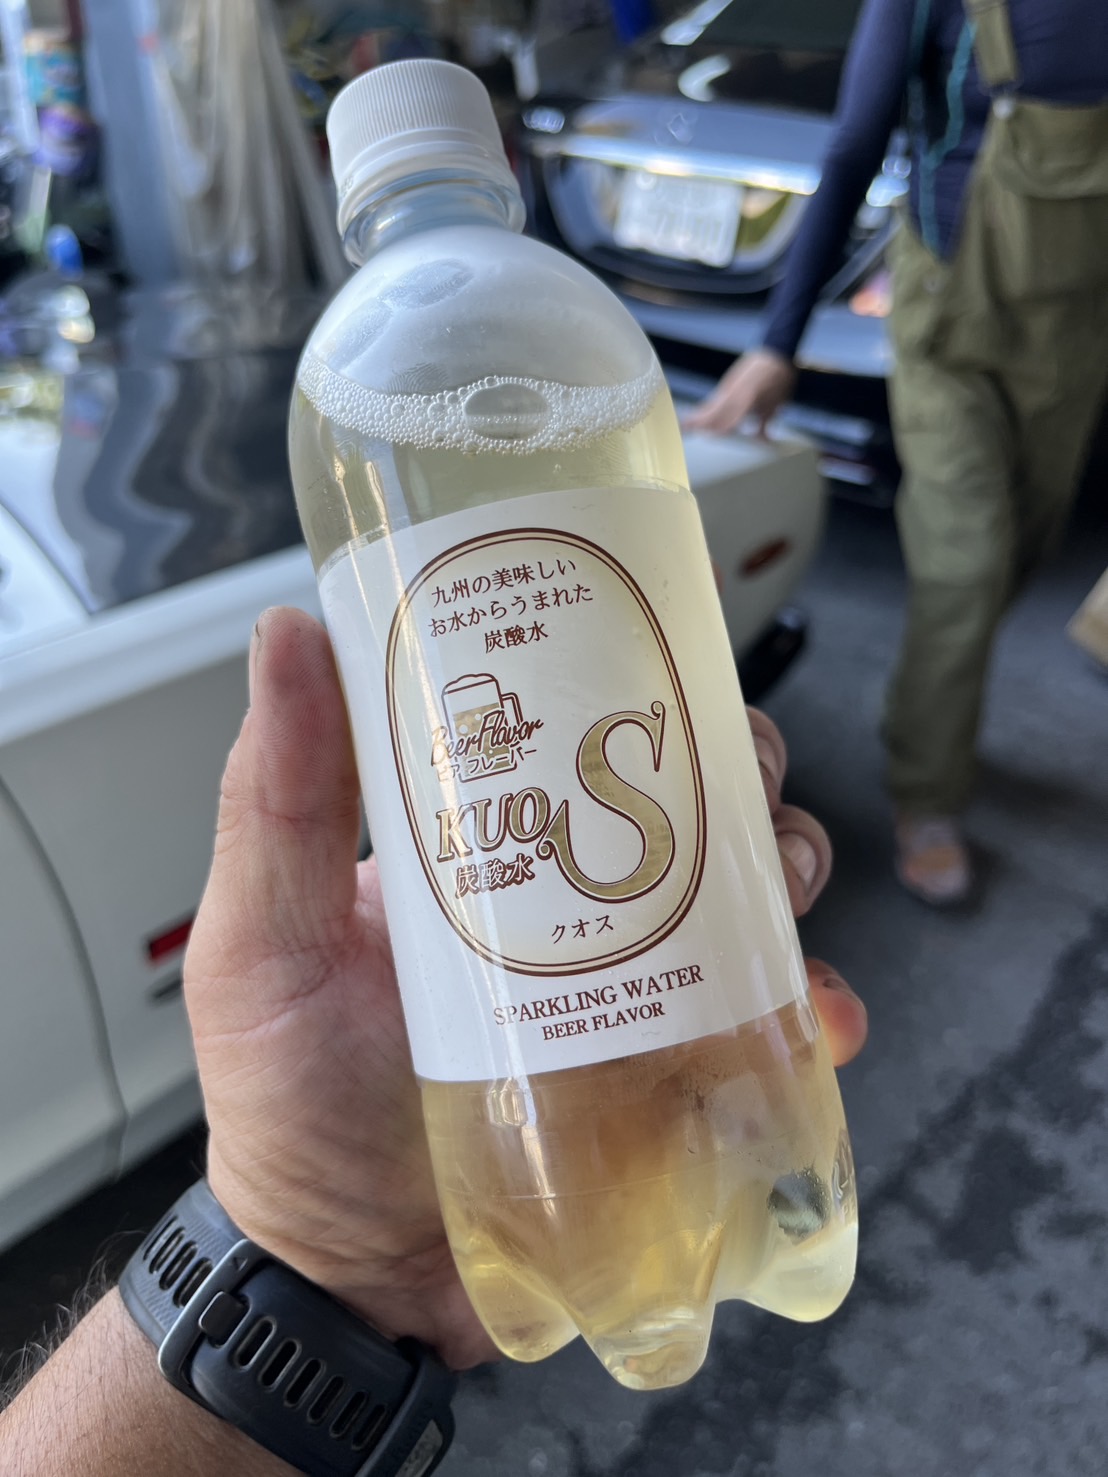 九州の美味しい
お水からうまれた
炭酸水
Beer Flavor
ビア フレーバー
KUOS
炭酸水
クオス
SPARKLING WATER
BEER FLAVOR